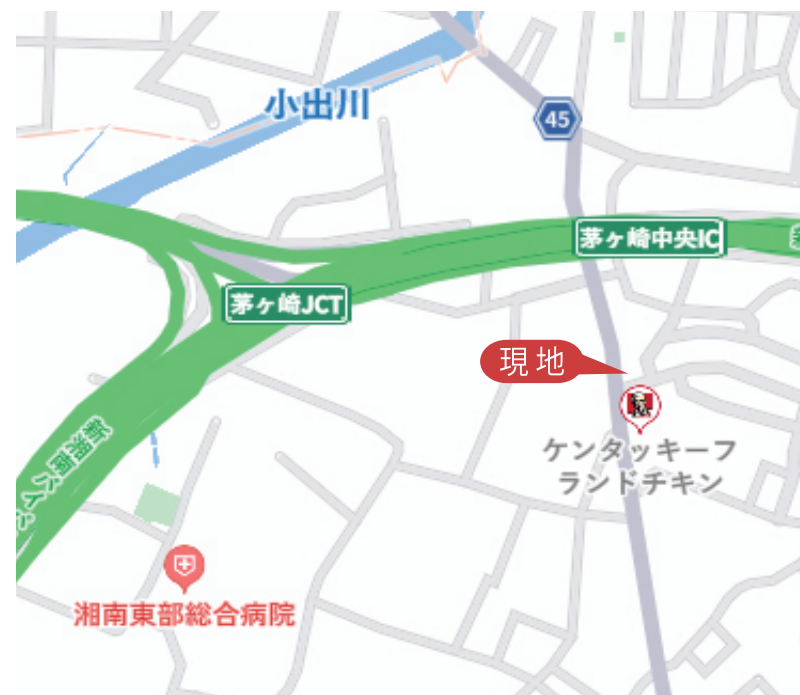 小出川
45
茅ヶ崎中央IC
茅ヶ崎JCT
現地
ケンタッキーフ
ランドチキン
新湘南バイパ
湘南東部総合病院